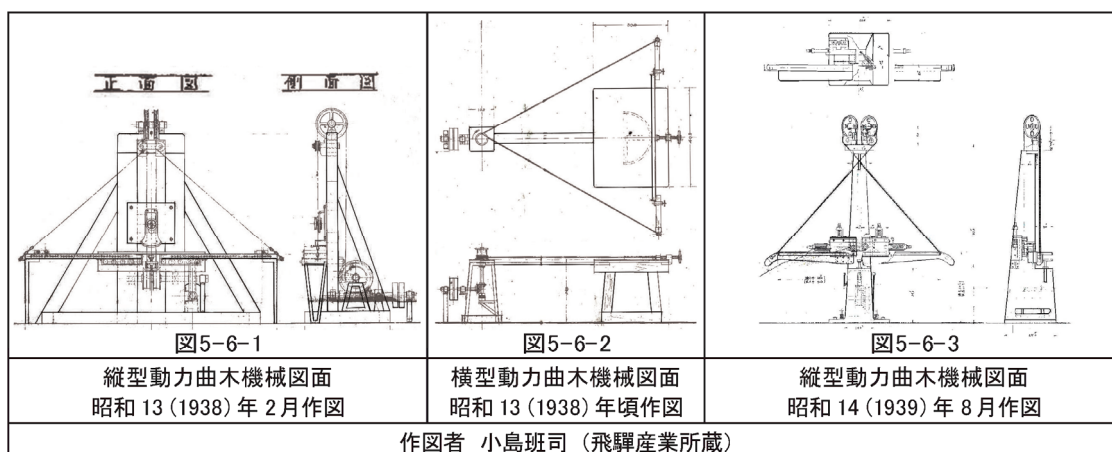 正面図
側面図
図5-6-1
図5-6-2
図5-6-3
縦型動力曲木機械図面
昭和13(1938)年2月作図
横型動力曲木機械図面
昭和13(1938)年頃作図
縦型動力曲木機械図面
昭和14(1939)年8月作図
作図者 小島班司（飛驒産業所蔵）